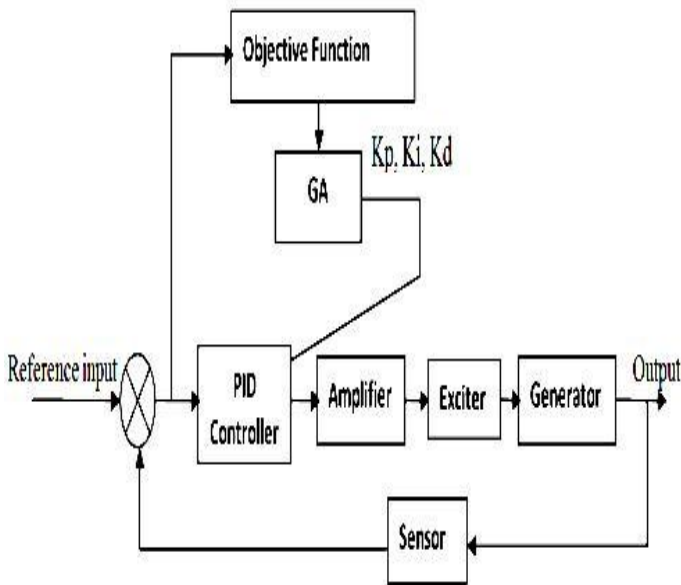 Objective Function
Kp, Ki, Kd
GA
Reference input
PID
Controller
Amplifier
Exciter
Generator
Output
Sensor